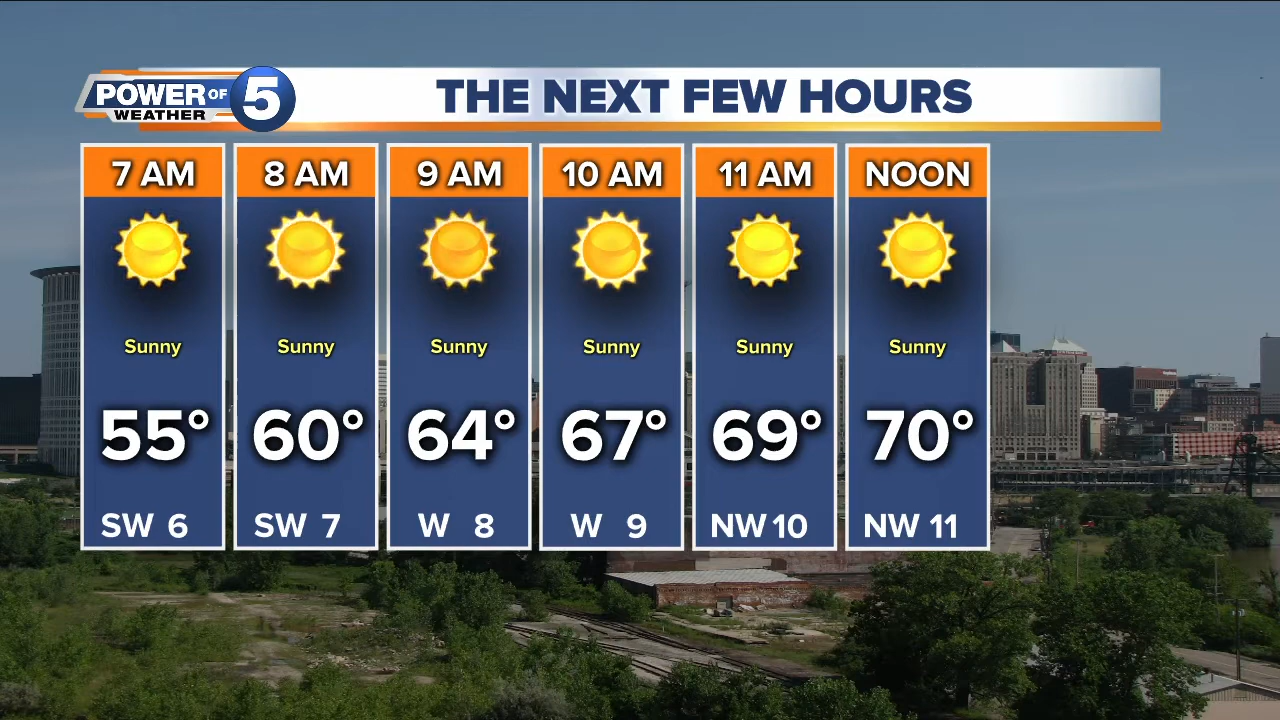 POWER OF 5
WEATHER
THE NEXT FEW HOURS
7 AM
Sunny
55°
SW 6
8 AM
Sunny
60°
SW 7
9 AM
Sunny
64°
W 8
10 AM
Sunny
67°
W 9
11 AM
Sunny
69°
NW 10
NOON
Sunny
70°
NW 11